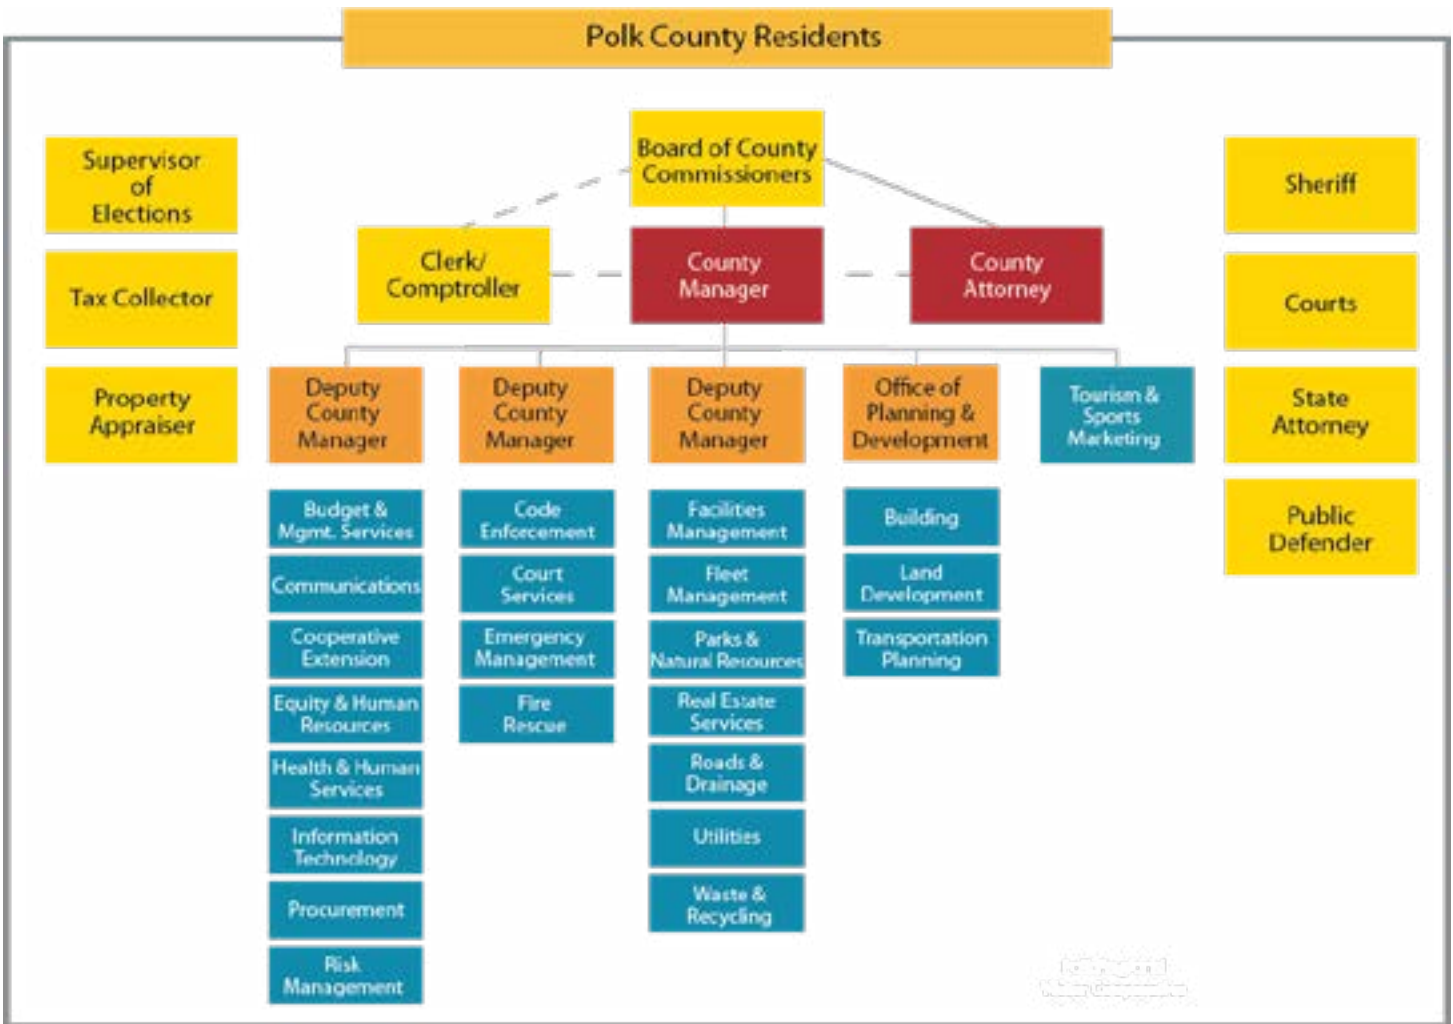 Polk County Residents
Board of County
Commissioners
Supervisor
of
Elections
Tax Collector
Property
Appraiser
Clerk/
Comptroller
County
Manager
County
Attorney
Sheriff
Courts
State
Attorney
Public
Defender
Deputy
County
Manager
Budget &
Mgmt. Services
Communications
Cooperative
Extension
Equity & Human
Resources
Health & Human
Services
Information
Technology
Procurement
Risk
Management
Deputy
County
Manager
Code
Enforcement
Court
Services
Emergency
Management
Fire
Rescue
Deputy
County
Manager
Facilities
Management
Fleet
Management
Parks &
Natural Resources
Real Estate
Services
Roads &
Drainage
Utilities
Waste &
Recycling
Office of
Planning &
Development
Building
Land
Development
Transportation
Planning
Tourism &
Sports
Marketing